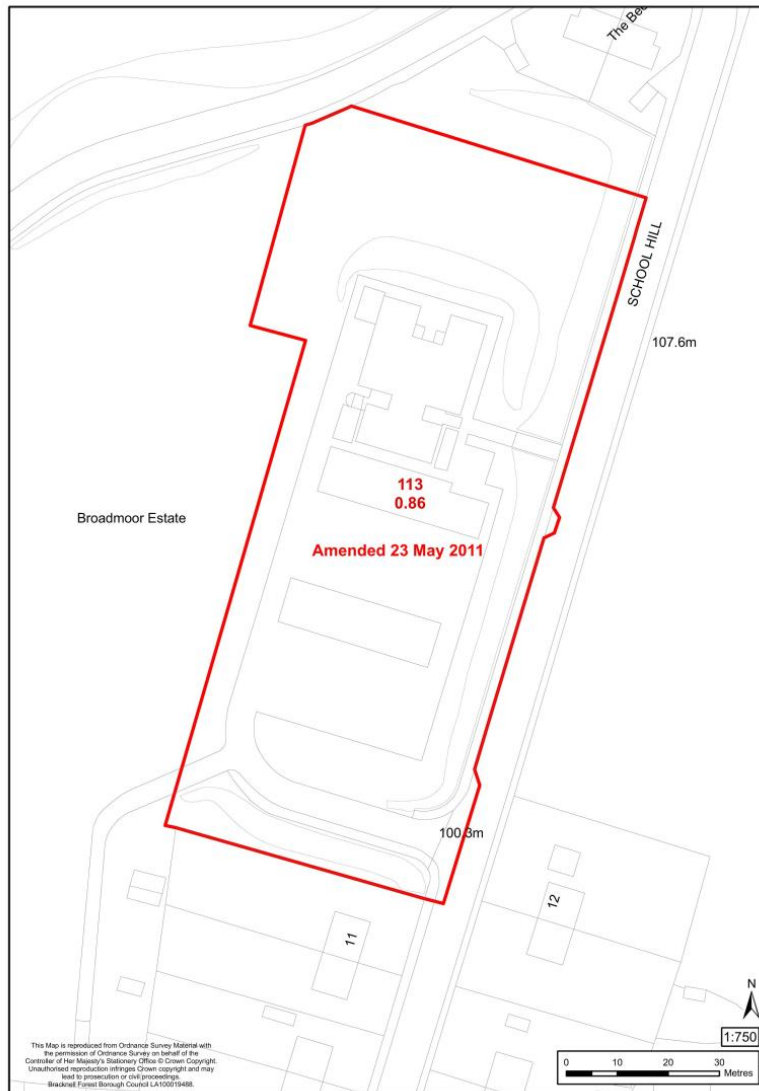 The Bee
SCHOOL HILL
107.6m
113
0.86
Amended 23 May 2011
Broadmoor Estate
100.3m
12
11
N
1:750
This Map is reproduced from Ordnance Survey Material with
the permission of Ordnance Survey on behalf of the
Controller of Her Majesty's Stationery Office © Crown Copyright.
Unauthorised reproduction infringes Crown copyright and may
lead to prosecution or civil proceedings.
Bracknell Forest Borough Council LA100019488.
0 10 20 30
Metres